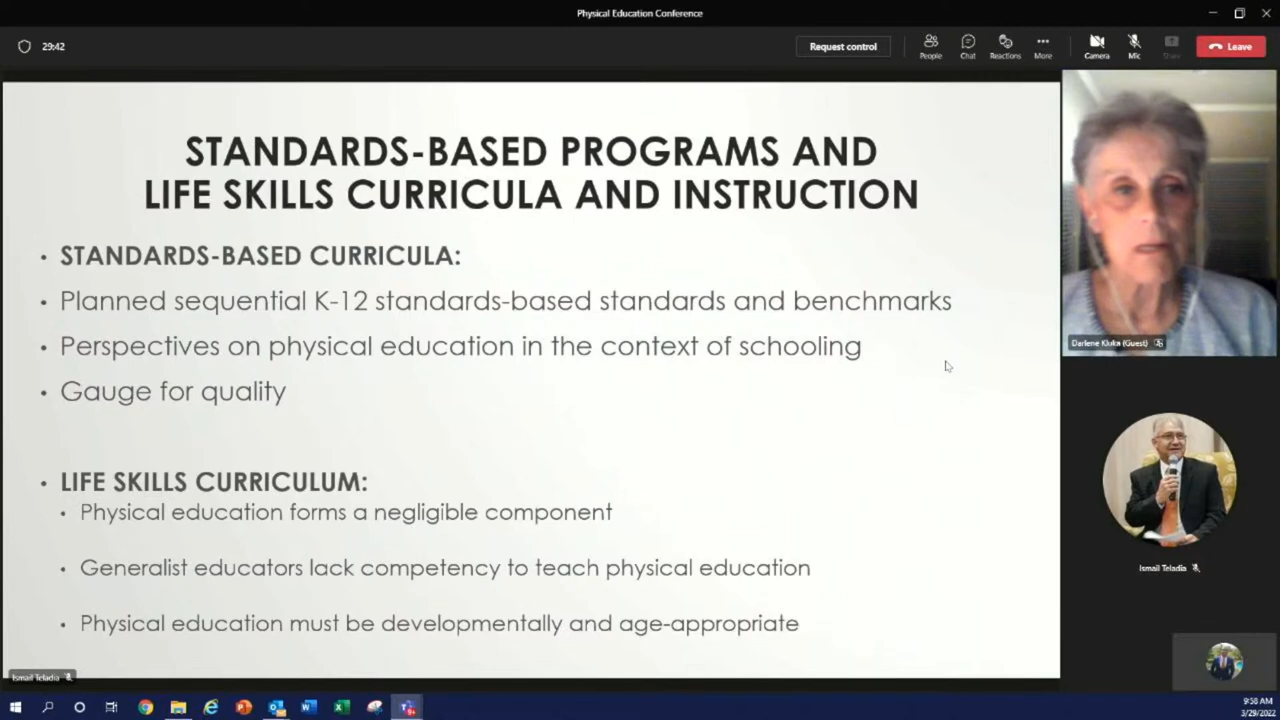 Physical Education Conference
29:42
Request control
People
Chat
Reactions
More
Camera
Mic
Share
Leave
STANDARDS-BASED PROGRAMS AND
LIFE SKILLS CURRICULA AND INSTRUCTION
• STANDARDS-BASED CURRICULA:
• Planned sequential K-12 standards-based standards and benchmarks
• Perspectives on physical education in the context of schooling
• Gauge for quality
• LIFE SKILLS CURRICULUM:
• Physical education forms a negligible component
• Generalist educators lack competency to teach physical education
• Physical education must be developmentally and age-appropriate
Darlene Kluka (Guest)
Ismail Teladia
Ismail Teladia
9:58 AM
3/29/2022